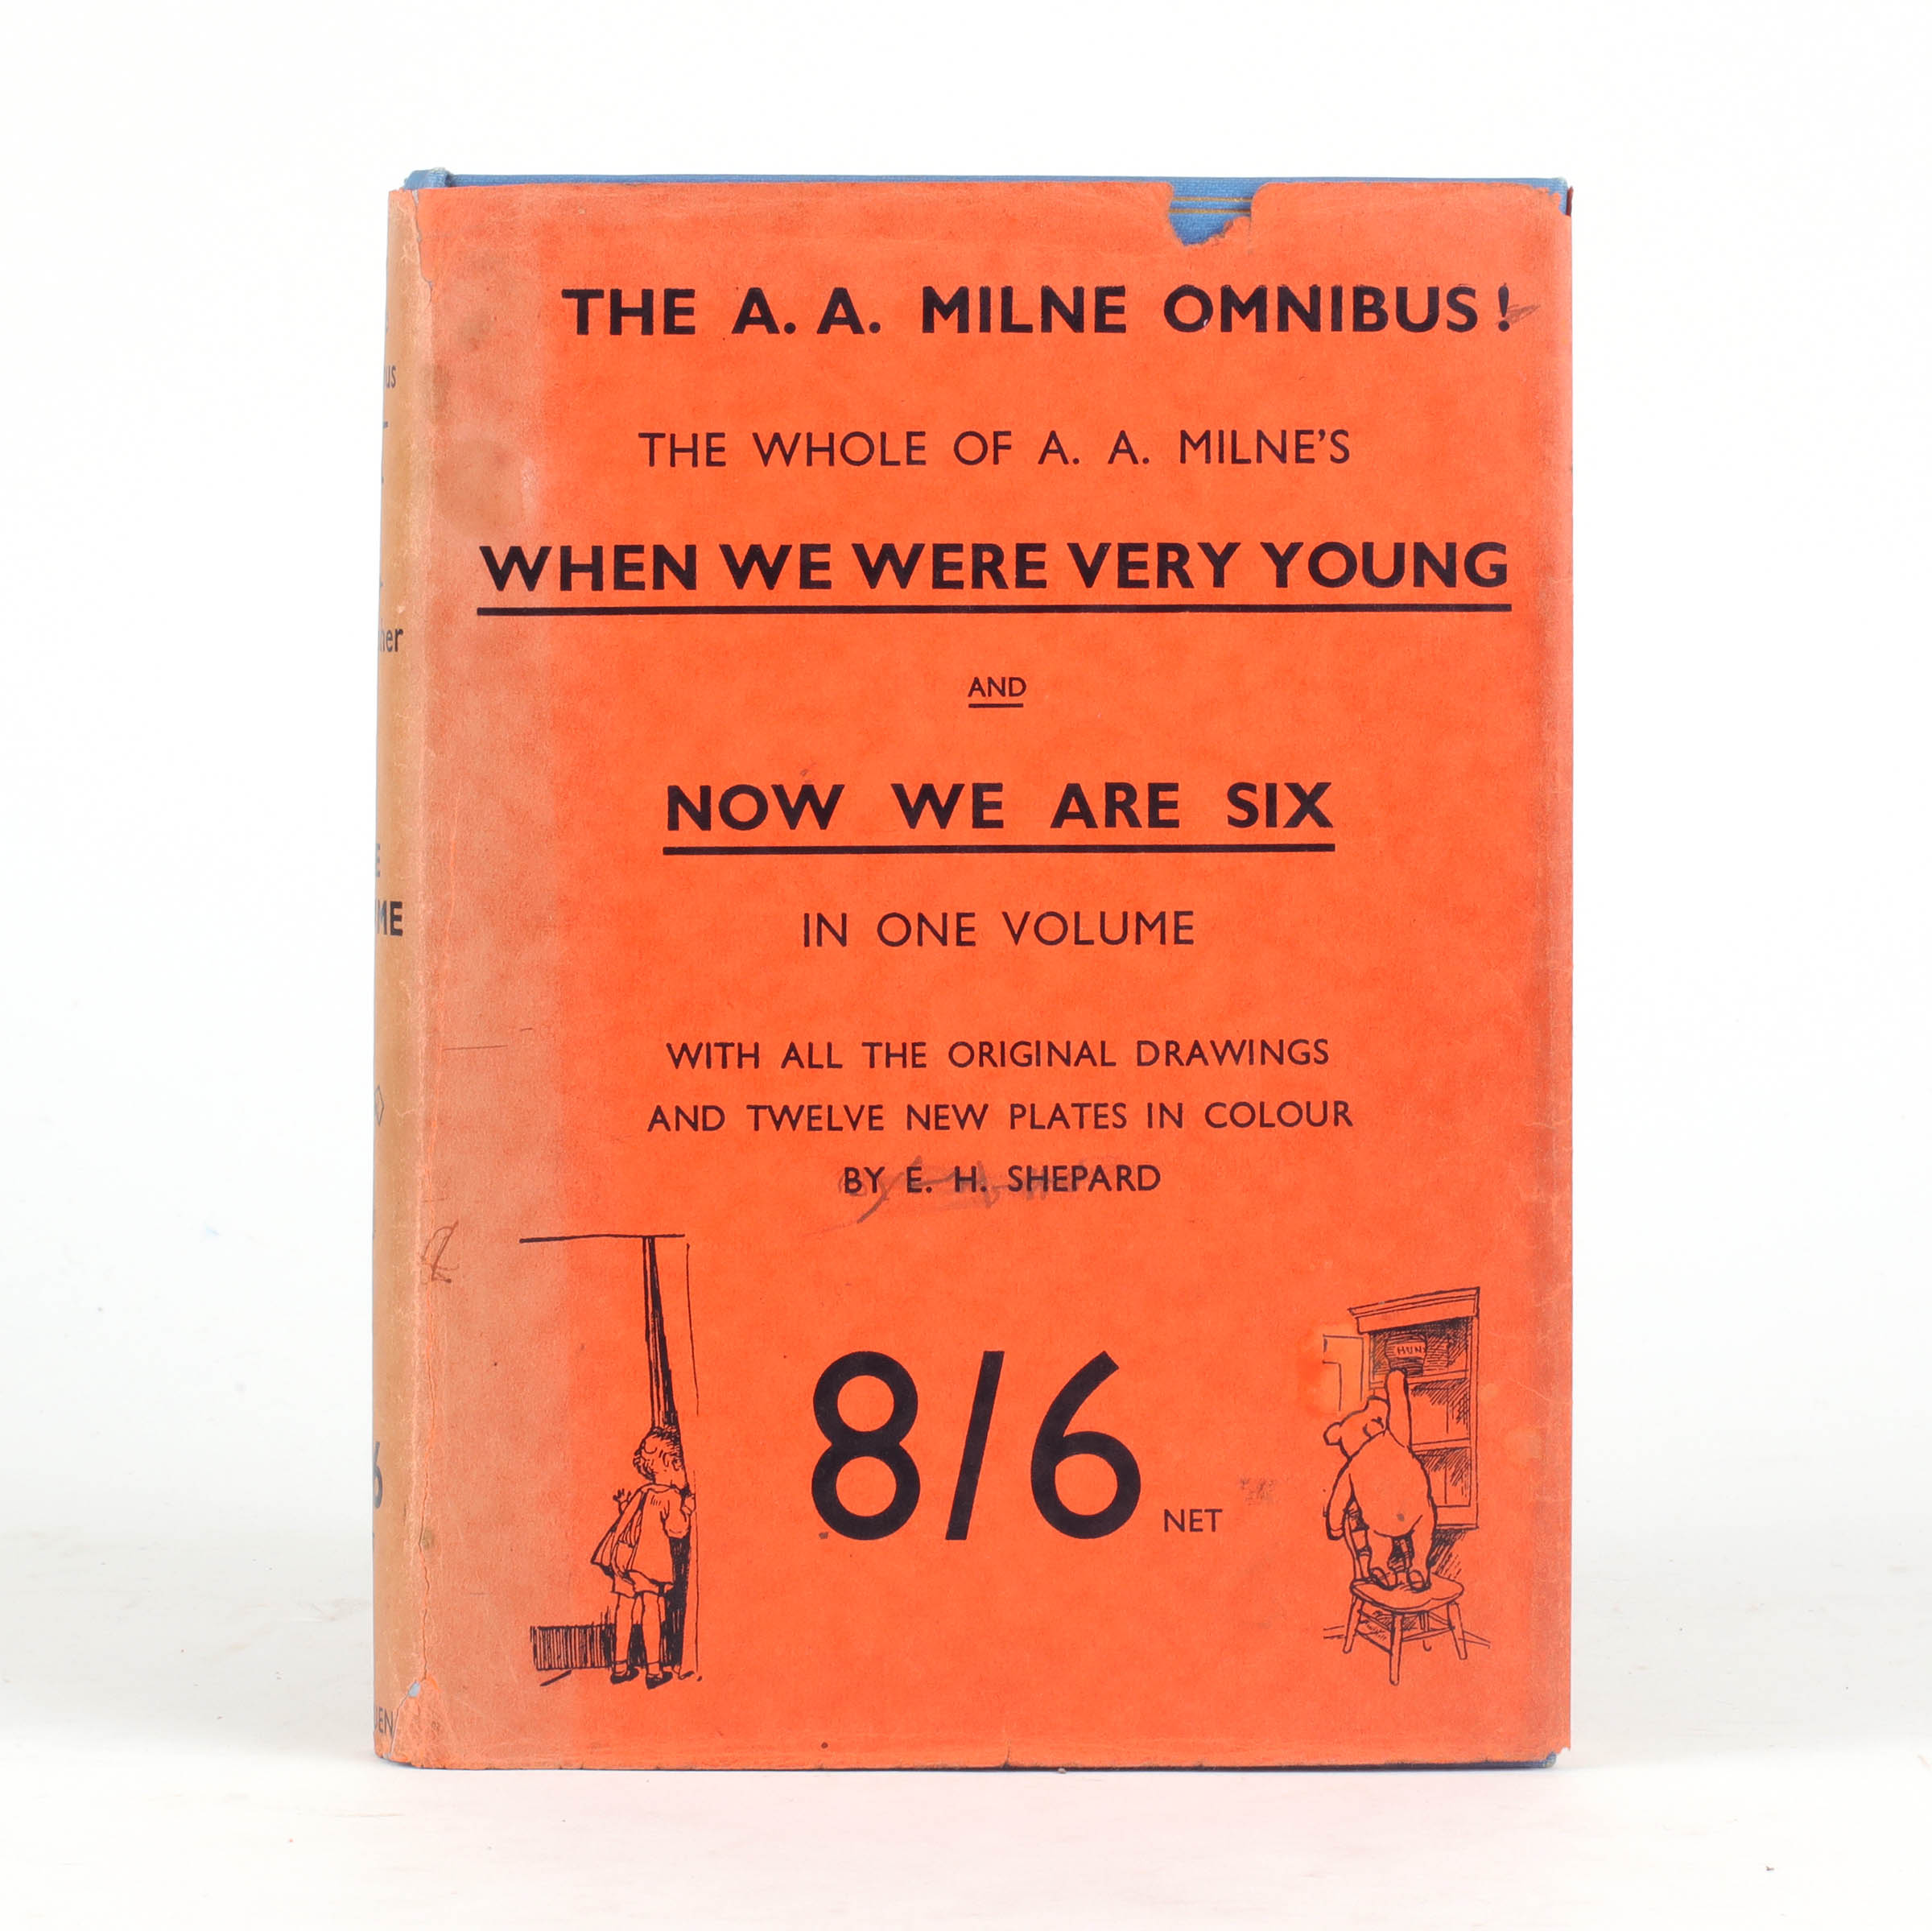 THE A. A. MILNE OMNIBUS!
THE WHOLE OF A. A. MILNE'S
WHEN WE WERE VERY YOUNG
AND
NOW WE ARE SIX
IN ONE VOLUME
WITH ALL THE ORIGINAL DRAWINGS
AND TWELVE NEW PLATES IN COLOUR
BY E. H. SHEPARD
HUN
8/6 NET